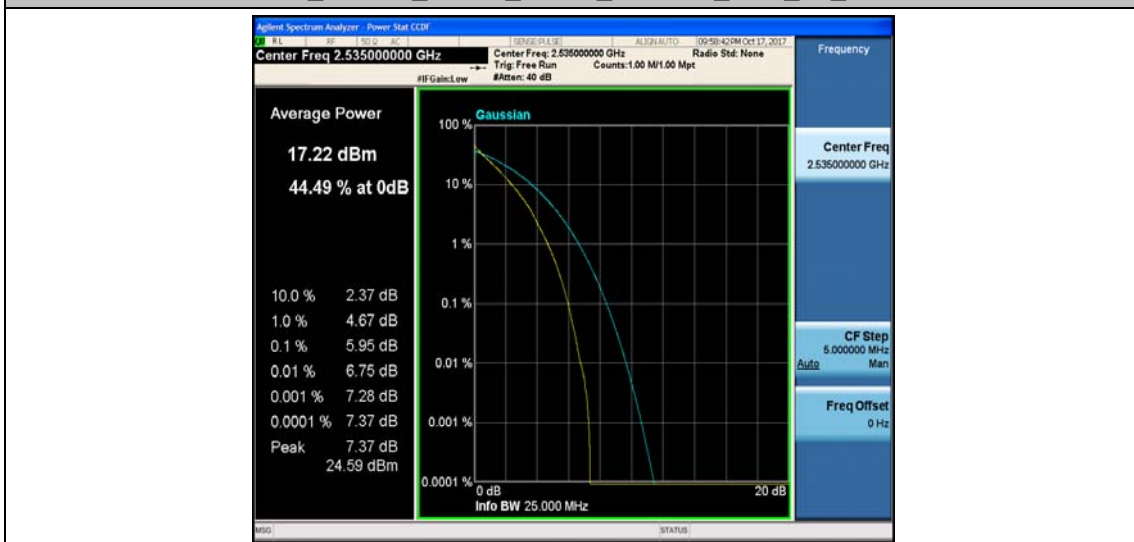 Agilent Spectrum Analyzer - Power Stat CCDF
RL RF 50 Ω AC SENSE:PULSE ALIGN AUTO 09:58:42 PM Oct 17, 2017
Center Freq 2.535000000 GHz
Center Freq: 2.535000000 GHz Radio Std: None
Trig: Free Run Counts:1.00 M/1.00 Mpt
#IFGain:Low #Atten: 40 dB
Frequency
Average Power
17.22 dBm
44.49 % at 0dB
10.0 % 2.37 dB
1.0 % 4.67 dB
0.1 % 5.95 dB
0.01 % 6.75 dB
0.001 % 7.28 dB
0.0001 % 7.37 dB
Peak 7.37 dB
24.59 dBm
Gaussian
100 %
10 %
1 %
0.1 %
0.01 %
0.001 %
0.0001 %
0 dB 20 dB
Info BW 25.000 MHz
Center Freq
2.535000000 GHz
CF Step
5.000000 MHz
Auto Man
Freq Offset
0 Hz
MSG STATUS